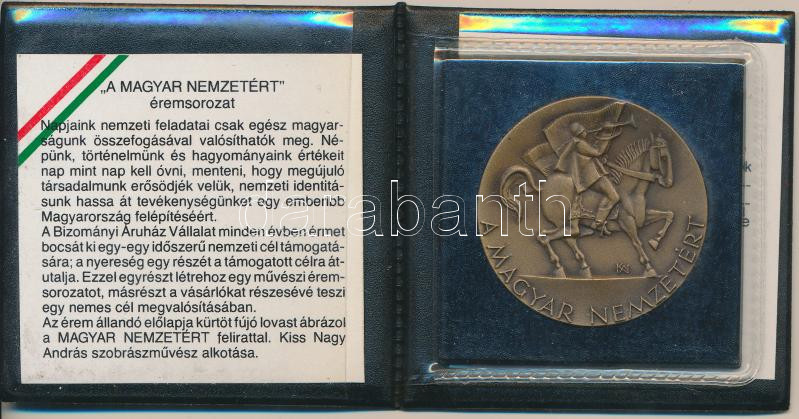 „A MAGYAR NEMZETÉRT"
éremsorozat
Napjaink nemzeti feladatai csak egész magyar-
ságunk összefogásával valósíthatók meg. Né-
pünk, történelmünk és hagyományaink értékeit
nap mint nap kell óvni, menteni, hogy megújuló
társadalmunk erősödjék velük, nemzeti identitá-
sunk hassa át tevékenységünket egy emberibb
Magyarország felépítéséért.
A Bizományi Áruház Vállalat minden évben érmet
bocsát ki egy-egy időszerű nemzeti cél támogatá-
sára; a nyereség egy részét a támogatott célra át-
utalja. Ezzel egyrészt létrehoz egy művészi érem-
sorozatot, másrészt a vásárlókat részesévé teszi
egy nemes cél megvalósításában.
Az érem állandó előlapja kürtöt fújó lovast ábrázol
a MAGYAR NEMZETÉRT felirattal. Kiss Nagy
András szobrászművész alkotása.
A MAGYAR NEMZETÉRT
darabanth